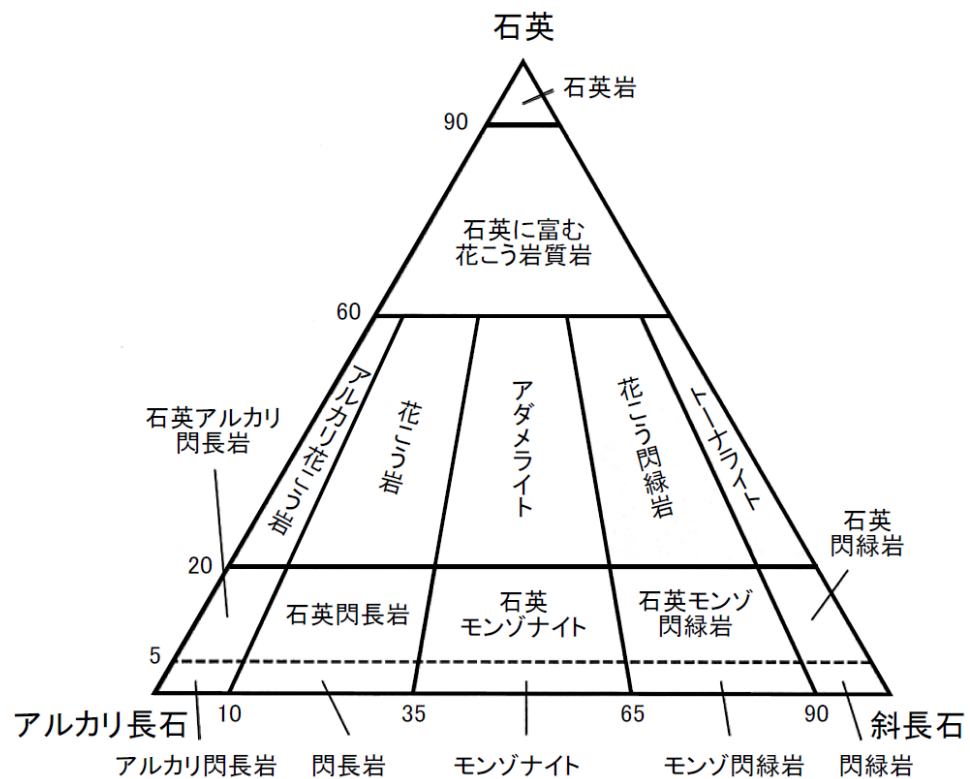 石英
石英岩
90
石英に富む
花こう岩質岩
60
アルカリ花こう岩
花こう岩
アダメライト
花こう閃緑岩
トーナライト
石英アルカリ
閃長岩
石英
閃緑岩
20
石英閃長岩
石英
モンゾナイト
石英モンゾ
閃緑岩
5
アルカリ長石
10
35
65
90
斜長石
アルカリ閃長岩
閃長岩
モンゾナイト
モンゾ閃緑岩
閃緑岩